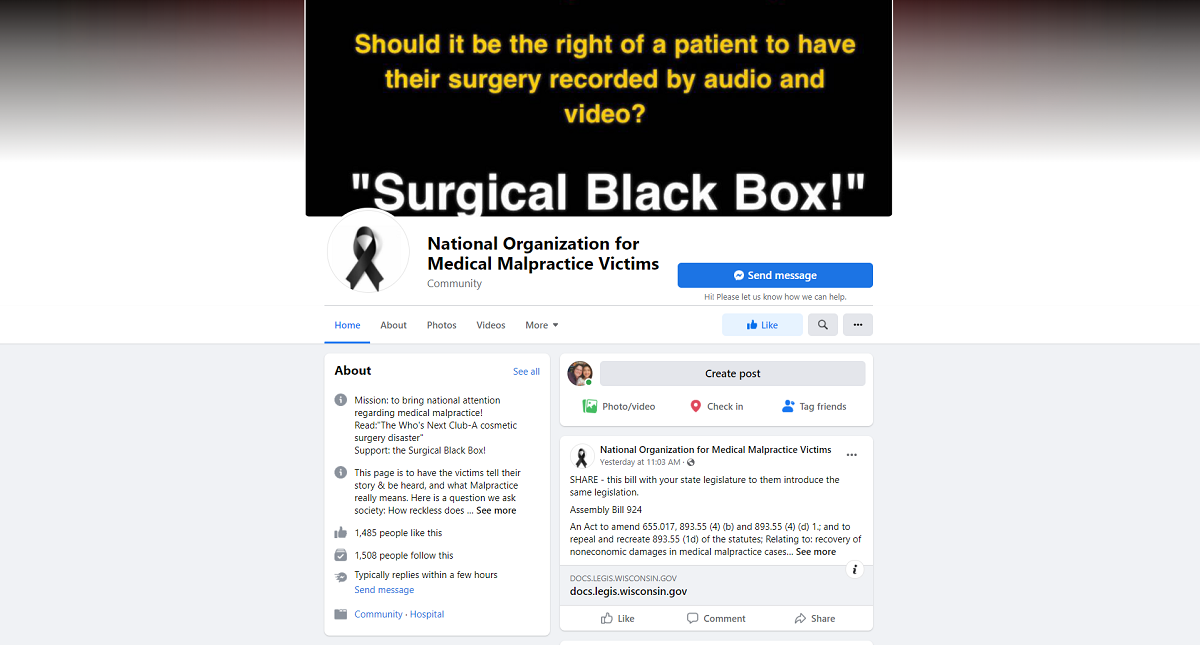 Should it be the right of a patient to have
their surgery recorded by audio and
video?
"Surgical Black Box!"
National Organization for
Medical Malpractice Victims
Community
Send message
Hi! Please let us know how we can help.
Home
About
Photos
Videos
More
Like
About
See all
Mission: to bring national attention
regarding medical malpractice!
Read:"The Who's Next Club-A cosmetic
surgery disaster"
Support: the Surgical Black Box!
This page is to have the victims tell their
story & be heard, and what Malpractice
really means. Here is a question we ask
society: How reckless does ... See more
1,485 people like this
1,508 people follow this
Typically replies within a few hours
Send message
Community · Hospital
Create post
Photo/video
Check in
Tag friends
National Organization for Medical Malpractice Victims
Yesterday at 11:03 AM ·
SHARE - this bill with your state legislature to them introduce the
same legislation.
Assembly Bill 924
An Act to amend 655.017, 893.55 (4) (b) and 893.55 (4) (d) 1.; and to
repeal and recreate 893.55 (1d) of the statutes; Relating to: recovery of
noneconomic damages in medical malpractice cases... See more
DOCS.LEGIS.WISCONSIN.GOV
docs.legis.wisconsin.gov
Like
Comment
Share